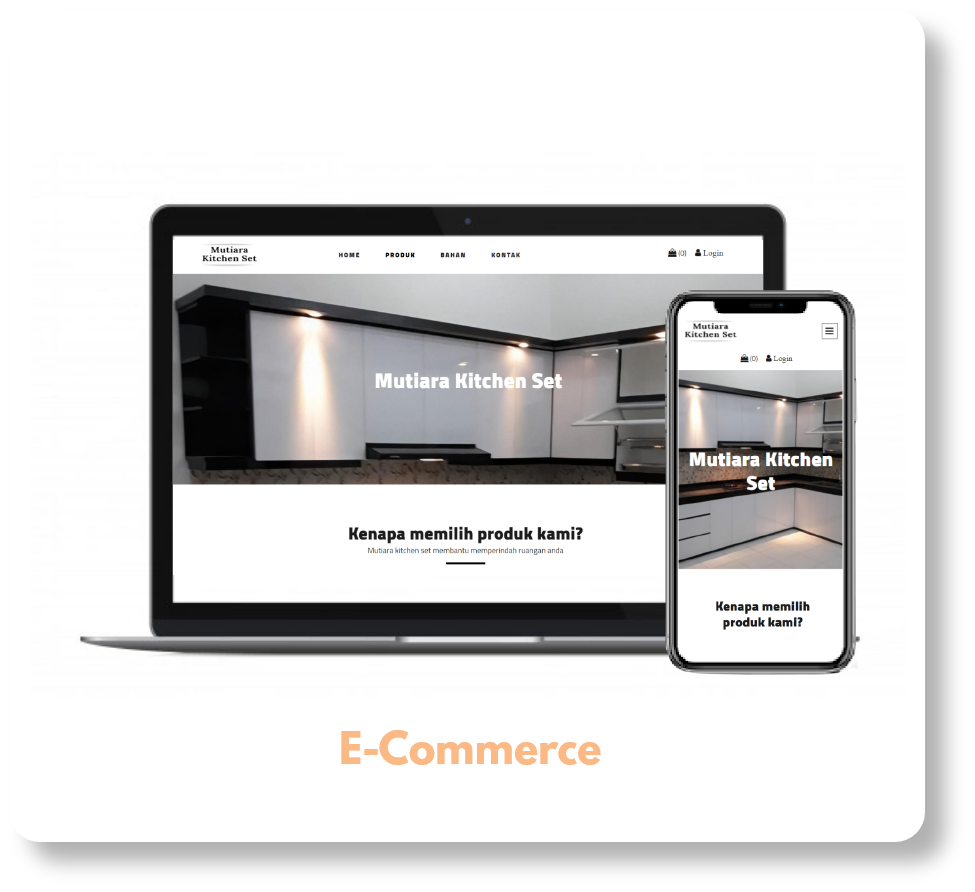 Mutiara
Kitchen Set
HOME PRODUK BAHAN KONTAK
(0) Login
Mutiara Kitchen Set
Kenapa memilih produk kami?
Mutiara kitchen set membantu memperindah ruangan anda
Mutiara
Kitchen Set
(0) Login
Mutiara Kitchen
Set
Kenapa memilih
produk kami?
E-Commerce